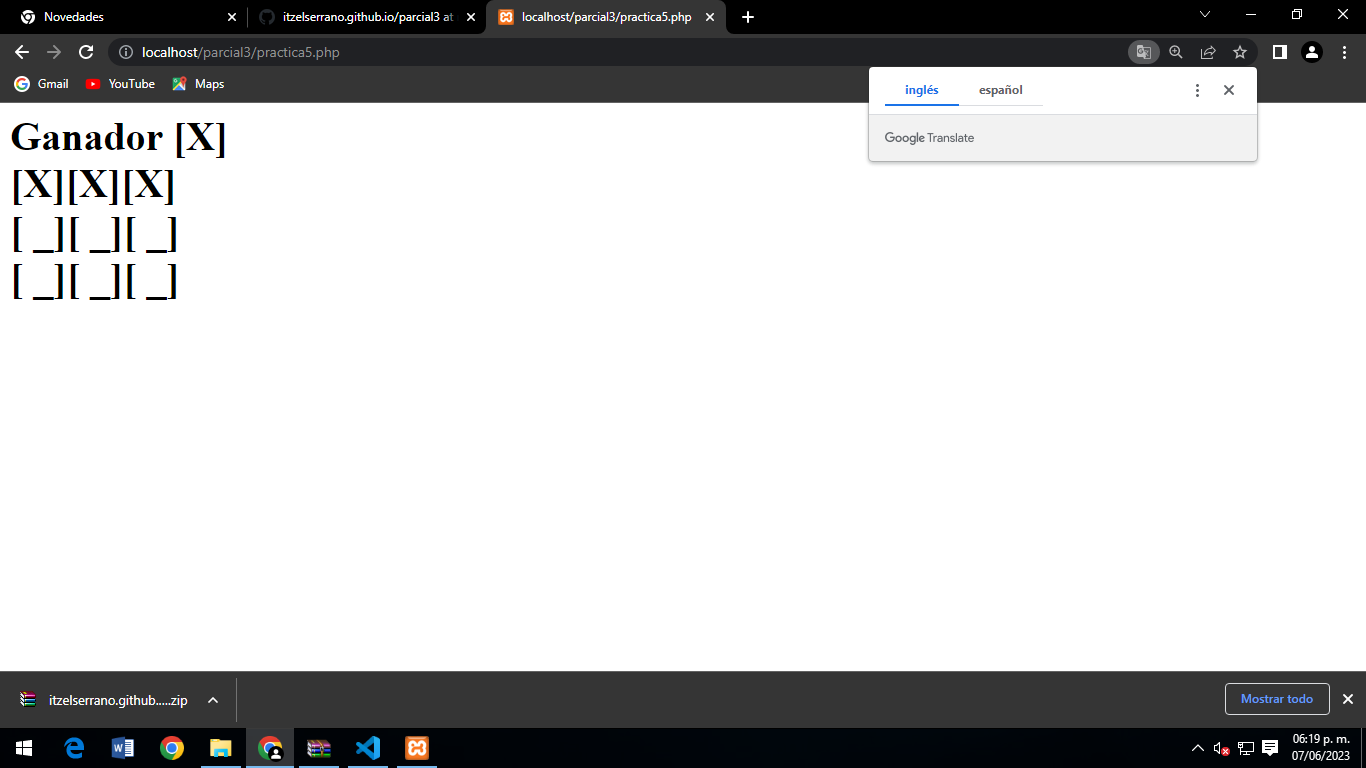 Novedades
itzelserrano.github.io/parcial3 at
localhost/parcial3/practica5.php
localhost/parcial3/practica5.php
Gmail
YouTube
Maps
inglés
español
Google Translate
Ganador [X]
[X][X][X]
[ _][ _][ _]
[ _][ _][ _]
itzelserrano.github.....zip
Mostrar todo
06:19 p. m.
07/06/2023